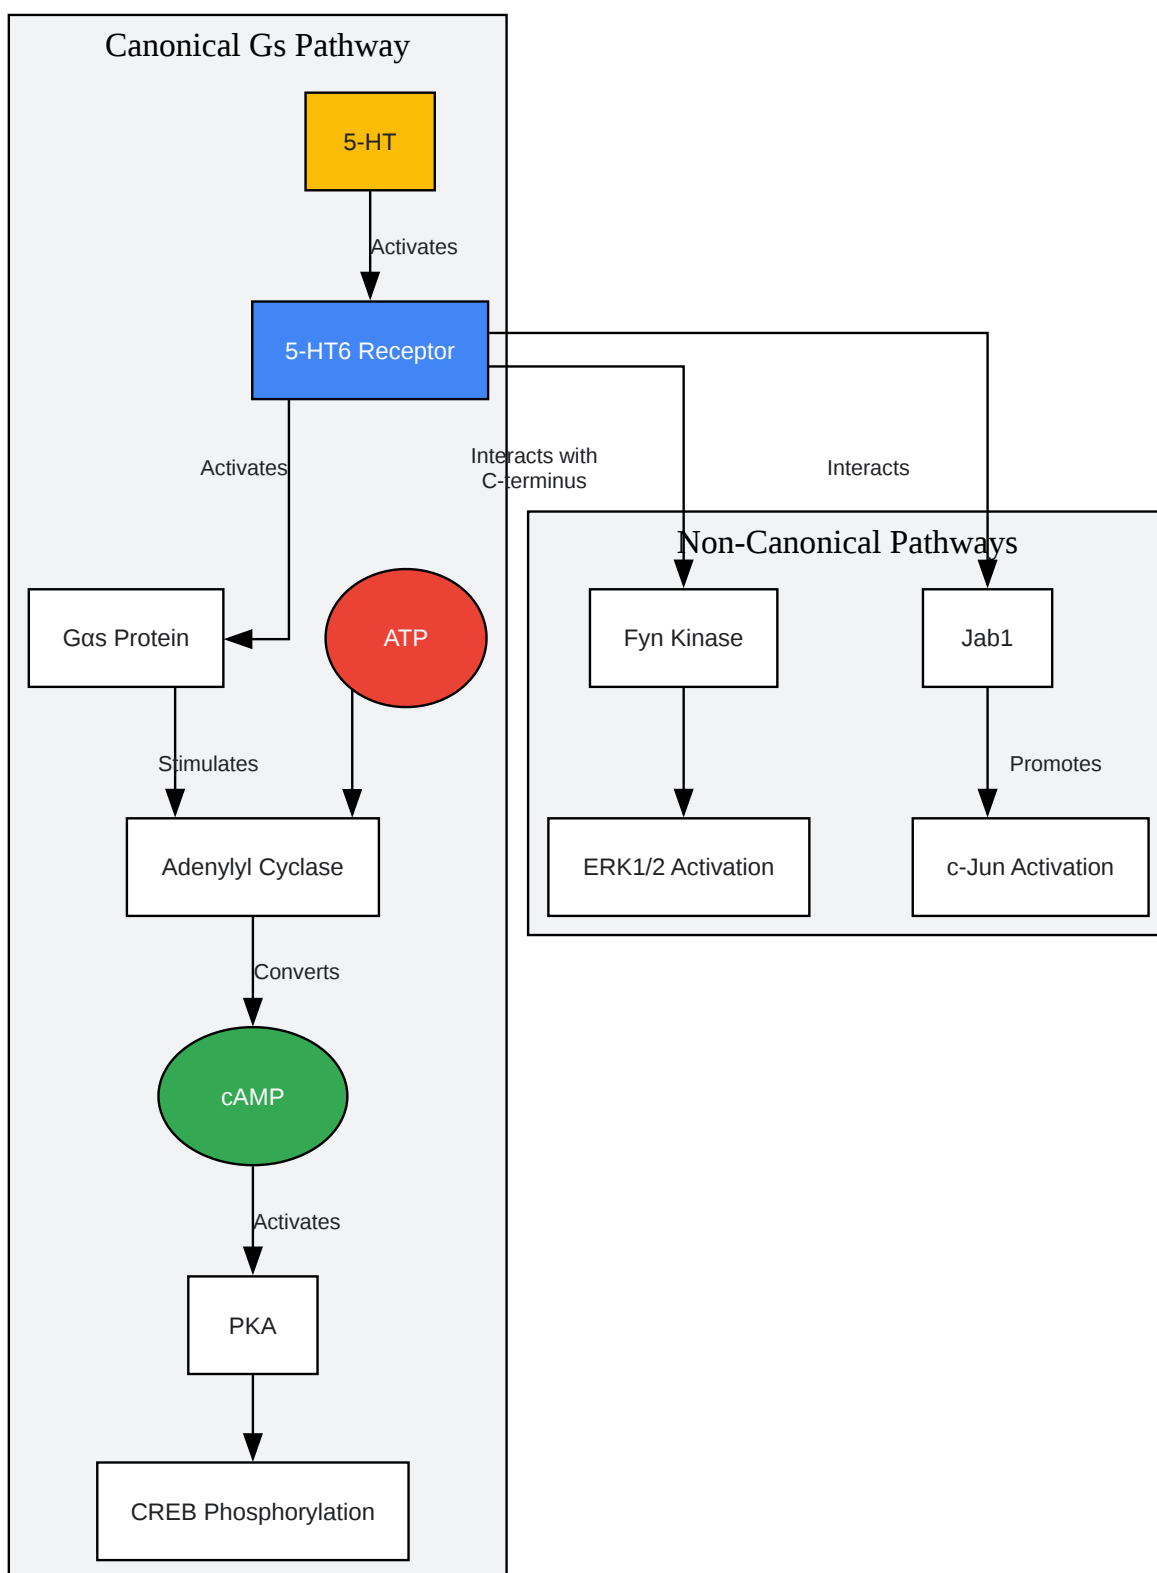 Canonical Gs Pathway
5-HT
Activates
5-HT6 Receptor
Activates
Interacts with
C-terminus
Interacts
Non-Canonical Pathways
Gαs Protein
ATP
Fyn Kinase
Jab1
Stimulates
Promotes
Adenylyl Cyclase
ERK1/2 Activation
c-Jun Activation
Converts
cAMP
Activates
PKA
CREB Phosphorylation